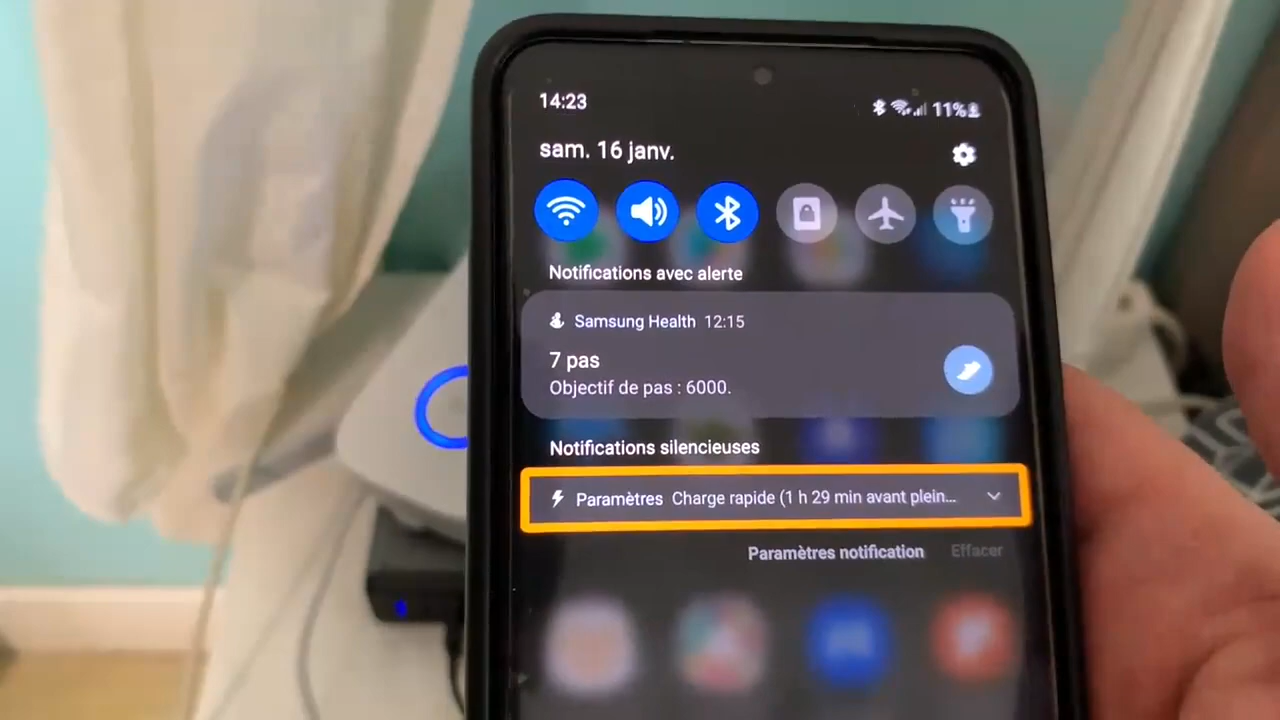 14:23
11%
sam. 16 janv.
Notifications avec alerte
Samsung Health 12:15
7 pas
Objectif de pas : 6000.
Notifications silencieuses
Paramètres Charge rapide (1 h 29 min avant plein...
Paramètres notification Effacer